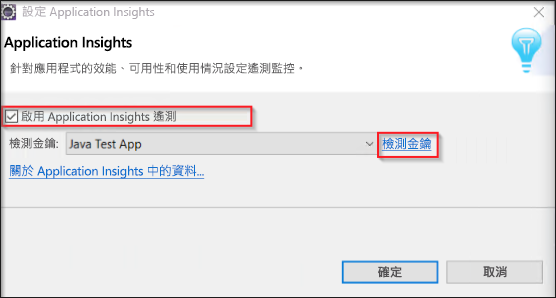 設定 Application Insights
Application Insights
針對應用程式的效能、可用性和使用情況設定遙測監控。
啟用 Application Insights 遙測
檢測金鑰: Java Test App 檢測金鑰
關於 Application Insights 中的資料...
確定 取消